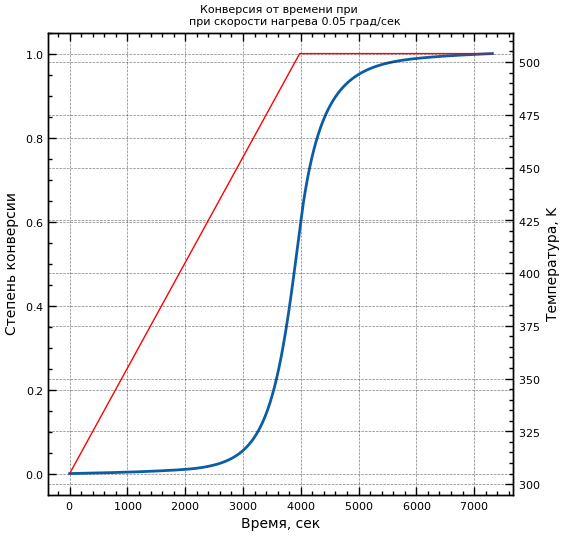 Конверсия от времени при
при скорости нагрева 0.05 град/сек
Степень конверсии
1.0
0.8
0.6
0.4
0.2
0.0
500
475
450
425
400
375
350
325
300
Температура, К
0 1000 2000 3000 4000 5000 6000 7000
Время, сек